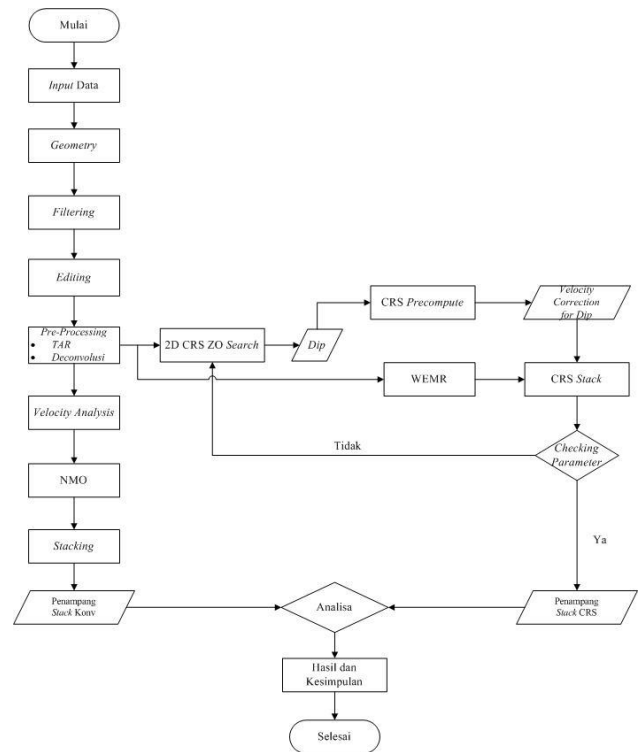 Mulai
Input Data
Geometry
Filtering
Editing
Pre-Processing
• TAR
• Deconvolusi
2D CRS ZO Search
Dip
CRS Precompute
Velocity
Correction
for Dip
WEMR
CRS Stack
Velocity Analysis
Tidak
Checking
Parameter
NMO
Ya
Stacking
Penampang
Stack Konv
Analisa
Penampang
Stack CRS
Hasil dan
Kesimpulan
Selesai